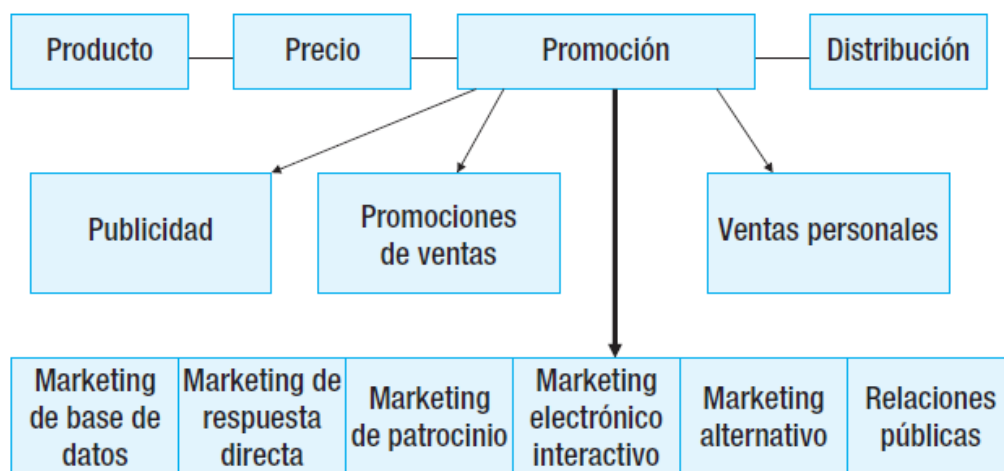 Producto
Precio
Promoción
Distribución
Publicidad
Promociones
de ventas
Ventas personales
Marketing
de base de
datos
Marketing de
respuesta
directa
Marketing
de patrocinio
Marketing
electrónico
interactivo
Marketing
alternativo
Relaciones
públicas